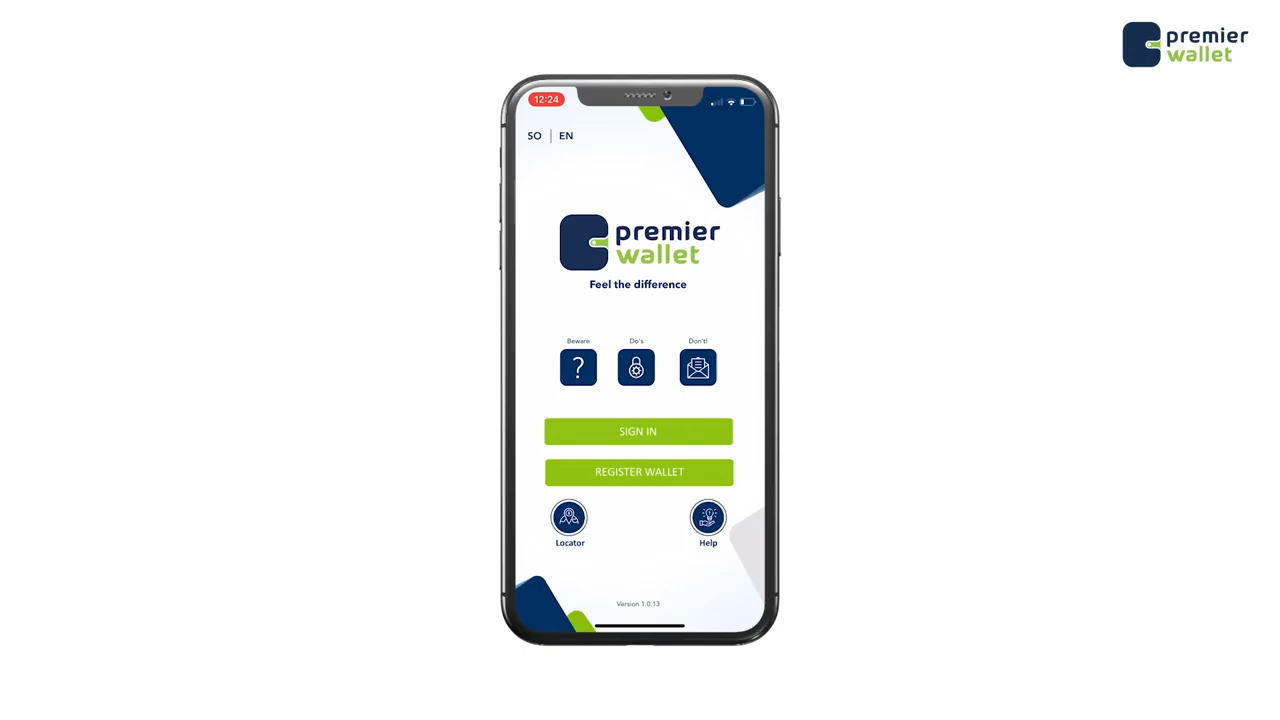 premier
wallet
12:24
SO | EN
premier
wallet
Feel the difference
Beware
Do's
Don't!
?
SIGN IN
REGISTER WALLET
Locator
Help
Version 1.0.13